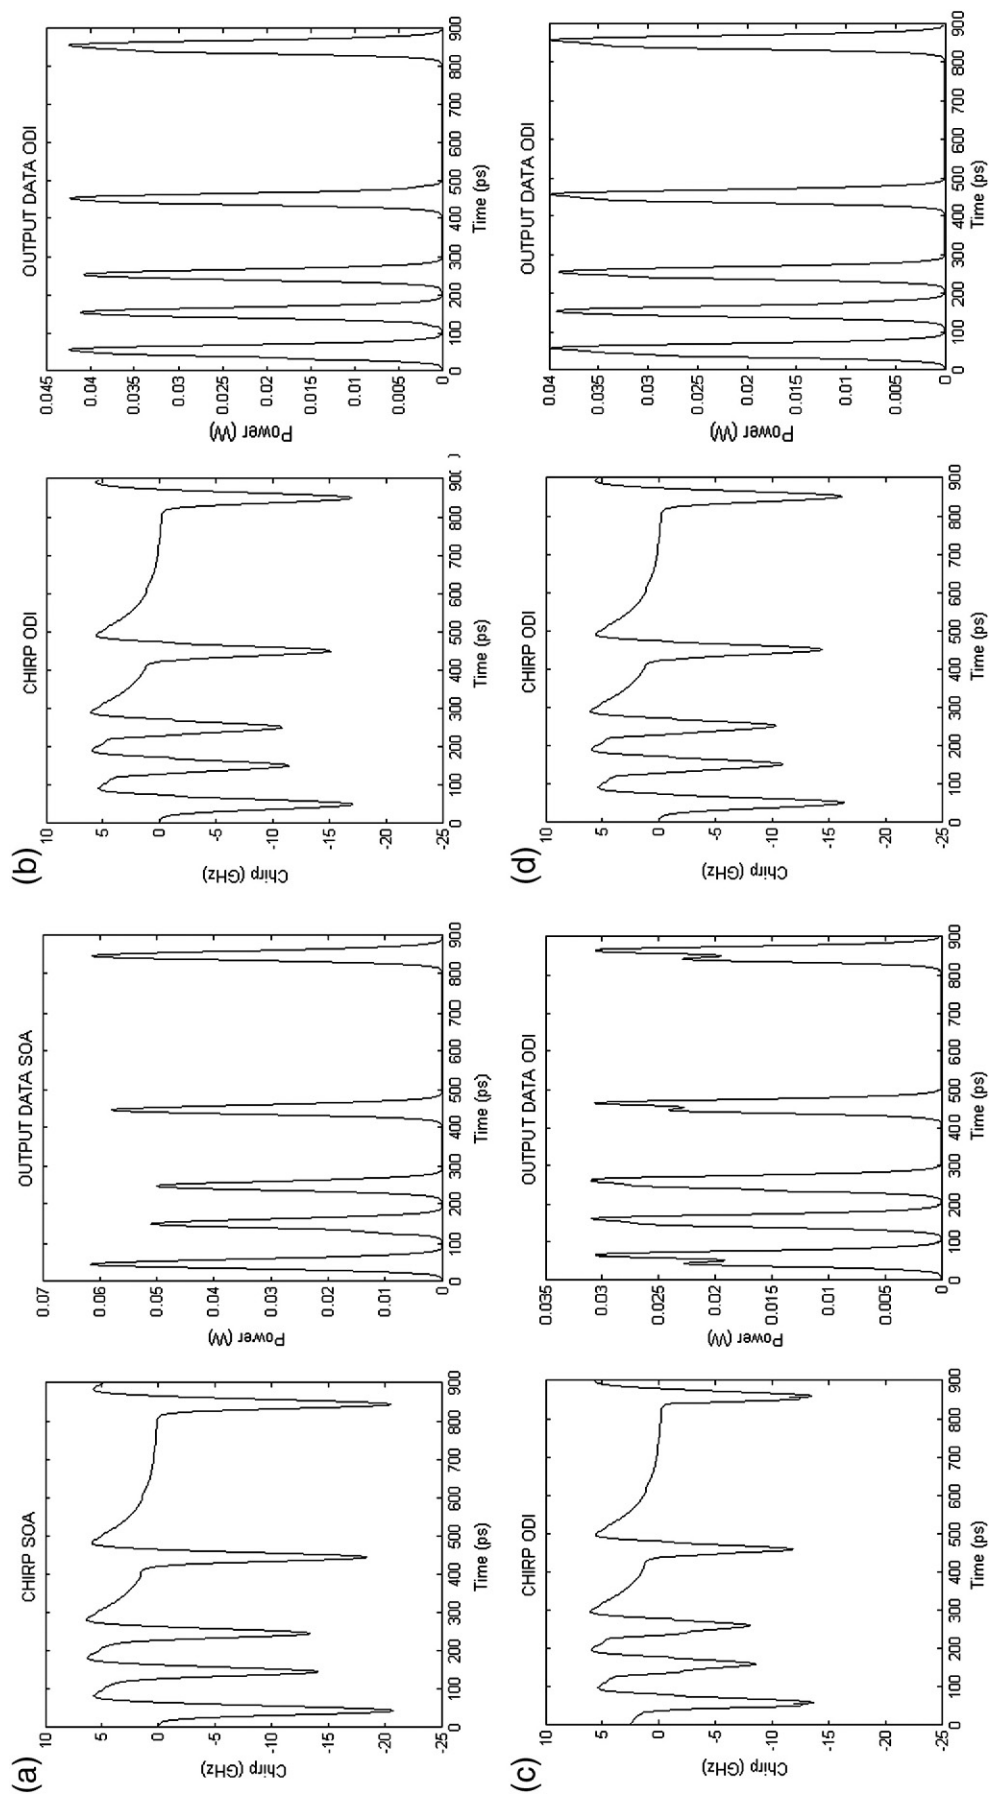 (a)
CHIRP SOA
Chirp (GHz)
10
5
0
-5
-10
-15
-20
-25
0 100 200 300 400 500 600 700 800 900
Time (ps)
OUTPUT DATA SOA
Power (W)
0.07
0.06
0.05
0.04
0.03
0.02
0.01
0
0 100 200 300 400 500 600 700 800 900
Time (ps)
(b)
CHIRP ODI
Chirp (GHz)
10
5
0
-5
-10
-15
-20
-25
0 100 200 300 400 500 600 700 800 90( )
Time (ps)
OUTPUT DATA ODI
Power (W)
0.045
0.04
0.035
0.03
0.025
0.02
0.015
0.01
0.005
0
0 100 200 300 400 500 600 700 800 900
Time (ps)
(c)
CHIRP ODI
Chirp (GHz)
10
5
0
-5
-10
-15
-20
-25
0 100 200 300 400 500 600 700 800 900
Time (ps)
OUTPUT DATA ODI
Power (W)
0.035
0.03
0.025
0.02
0.015
0.01
0.005
0
0 100 200 300 400 500 600 700 800 900
Time (ps)
(d)
CHIRP ODI
Chirp (GHz)
10
5
0
-5
-10
-15
-20
-25
0 100 200 300 400 500 600 700 800 900
Time (ps)
OUTPUT DATA ODI
Power (W)
0.04
0.035
0.03
0.025
0.02
0.015
0.01
0.005
0
0 100 200 300 400 500 600 700 800 900
Time (ps)